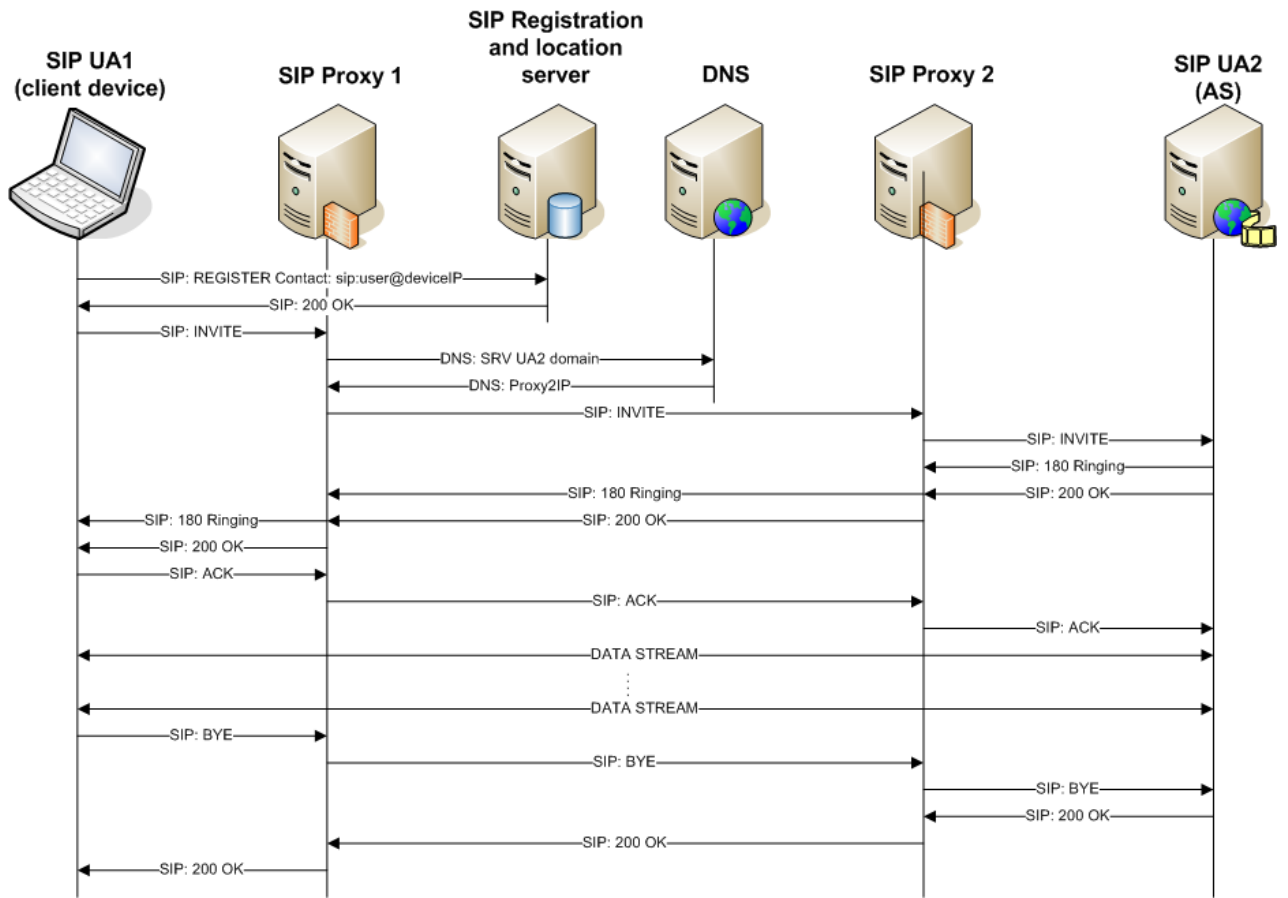 SIP UA1
(client device)
SIP Proxy 1
SIP Registration
and location
server
DNS
SIP Proxy 2
SIP UA2
(AS)
SIP: REGISTER Contact: sip:user@deviceIP
SIP: 200 OK
SIP: INVITE
DNS: SRV UA2 domain
DNS: Proxy2IP
SIP: INVITE
SIP: INVITE
SIP: 180 Ringing
SIP: 180 Ringing
SIP: 200 OK
SIP: 180 Ringing
SIP: 200 OK
SIP: 200 OK
SIP: ACK
SIP: ACK
SIP: ACK
DATA STREAM
DATA STREAM
SIP: BYE
SIP: BYE
SIP: BYE
SIP: 200 OK
SIP: 200 OK
SIP: 200 OK